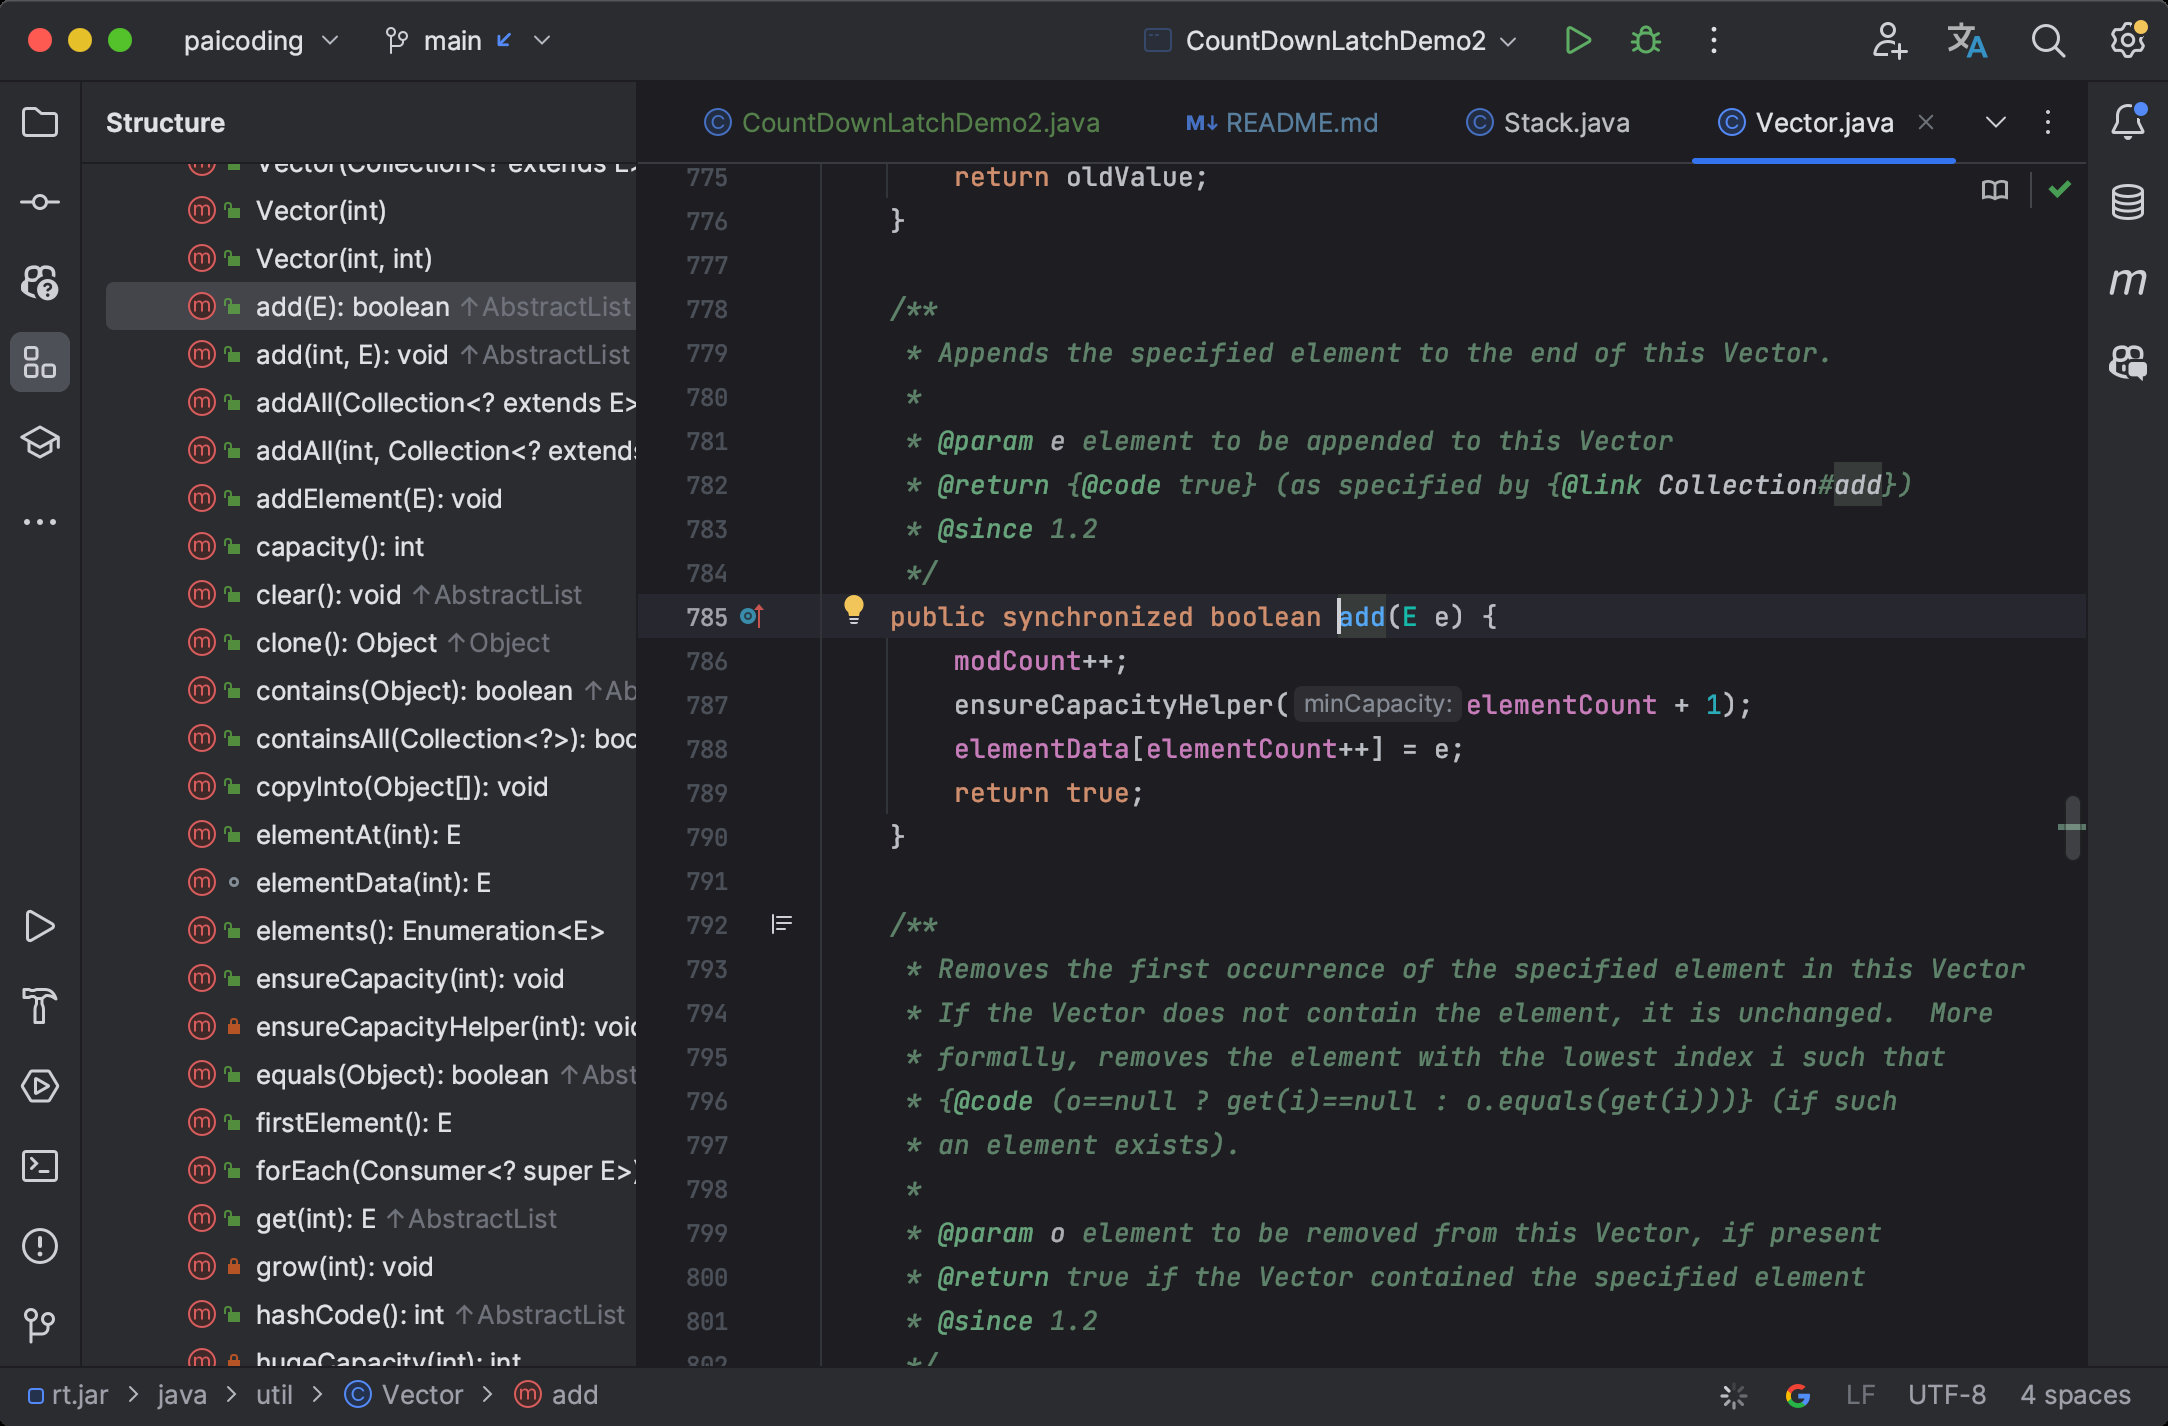 paicoding main CountDownLatchDemo2
Structure
CountDownLatchDemo2.java README.md Stack.java Vector.java
Vector(Collection<? extends E>
Vector(int)
Vector(int, int)
add(E): boolean ↑AbstractList
add(int, E): void ↑AbstractList
addAll(Collection<? extends E>
addAll(int, Collection<? extends
addElement(E): void
capacity(): int
clear(): void ↑AbstractList
clone(): Object ↑Object
contains(Object): boolean ↑Ab
containsAll(Collection<?>): boo
copyInto(Object[]): void
elementAt(int): E
elementData(int): E
elements(): Enumeration<E>
ensureCapacity(int): void
ensureCapacityHelper(int): void
equals(Object): boolean ↑Abst
firstElement(): E
forEach(Consumer<? super E>)
get(int): E ↑AbstractList
grow(int): void
hashCode(): int ↑AbstractList
hugeCapacity(int): int
775 return oldValue;
776 }
777
778 /**
779 * Appends the specified element to the end of this Vector.
780 *
781 * @param e element to be appended to this Vector
782 * @return {@code true} (as specified by {@link Collection#add})
783 * @since 1.2
784 */
785 public synchronized boolean add(E e) {
786 modCount++;
787 ensureCapacityHelper( minCapacity: elementCount + 1);
788 elementData[elementCount++] = e;
789 return true;
790 }
791
792 /**
793 * Removes the first occurrence of the specified element in this Vector
794 * If the Vector does not contain the element, it is unchanged.  More
795 * formally, removes the element with the lowest index i such that
796 * {@code (o==null ? get(i)==null : o.equals(get(i)))} (if such
797 * an element exists).
798 *
799 * @param o element to be removed from this Vector, if present
800 * @return true if the Vector contained the specified element
801 * @since 1.2
802 */
rt.jar > java > util > Vector > add LF UTF-8 4 spaces